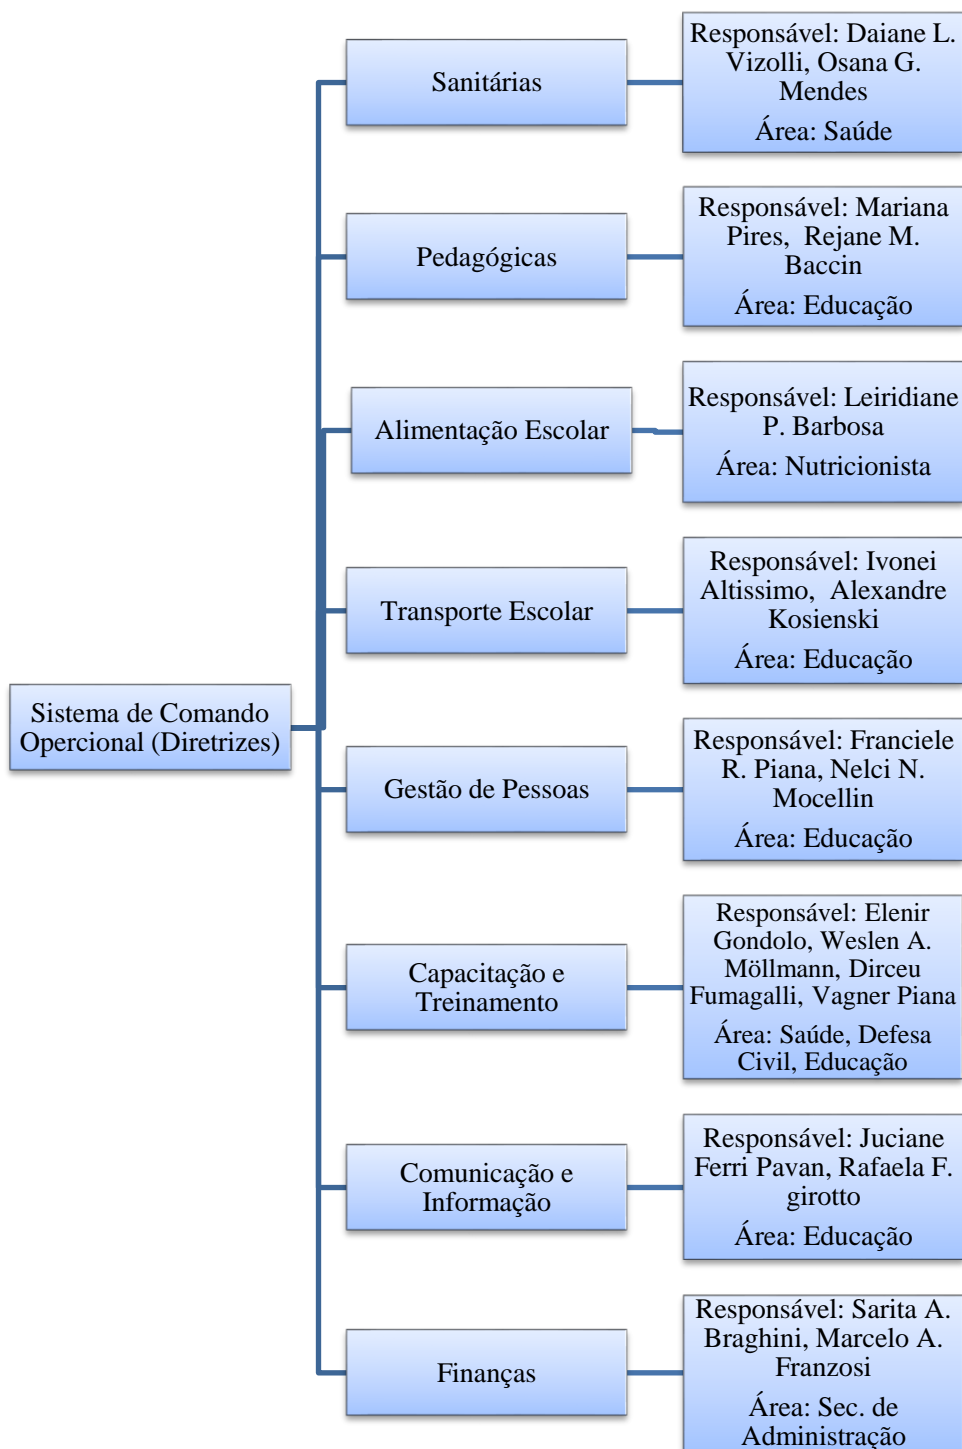 Sanitárias
Responsável: Daiane L.
Vizolli, Osana G.
Mendes
Área: Saúde
Pedagógicas
Responsável: Mariana
Pires, Rejane M.
Baccin
Área: Educação
Alimentação Escolar
Responsável: Leiridiane
P. Barbosa
Área: Nutricionista
Transporte Escolar
Responsável: Ivonei
Altissimo, Alexandre
Kosienski
Área: Educação
Sistema de Comando
Opercional (Diretrizes)
Gestão de Pessoas
Responsável: Franciele
R. Piana, Nelci N.
Mocellin
Área: Educação
Capacitação e
Treinamento
Responsável: Elenir
Gondolo, Weslen A.
Möllmann, Dirceu
Fumagalli, Vagner Piana
Área: Saúde, Defesa
Civil, Educação
Comunicação e
Informação
Responsável: Juciane
Ferri Pavan, Rafaela F.
girotto
Área: Educação
Finanças
Responsável: Sarita A.
Braghini, Marcelo A.
Franzosi
Área: Sec. de
Administração